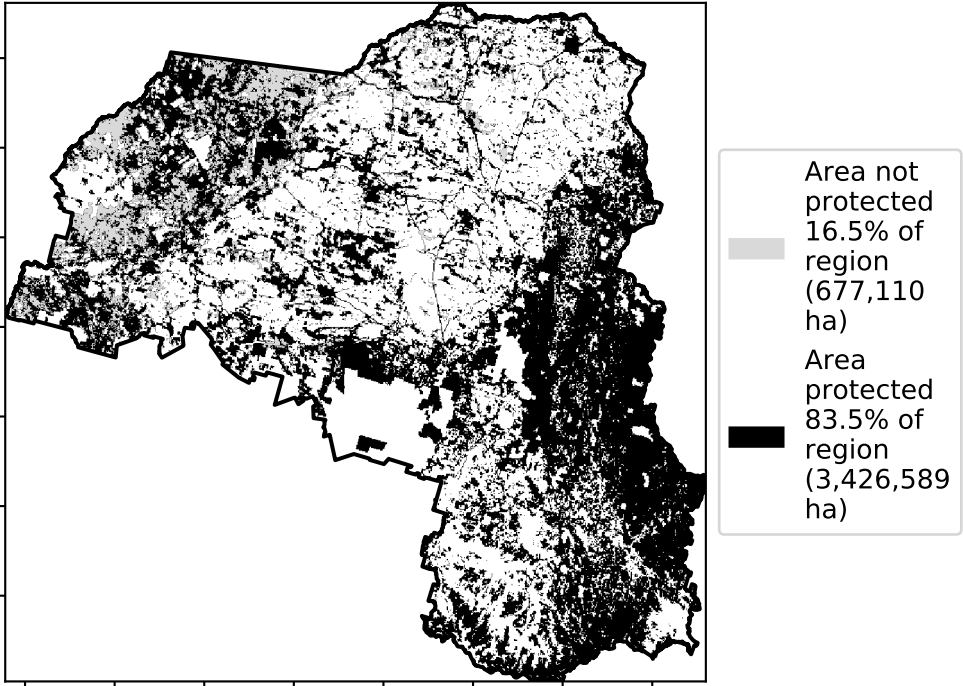 Area not
protected
16.5% of
region
(677,110
ha)
Area
protected
83.5% of
region
(3,426,589
ha)